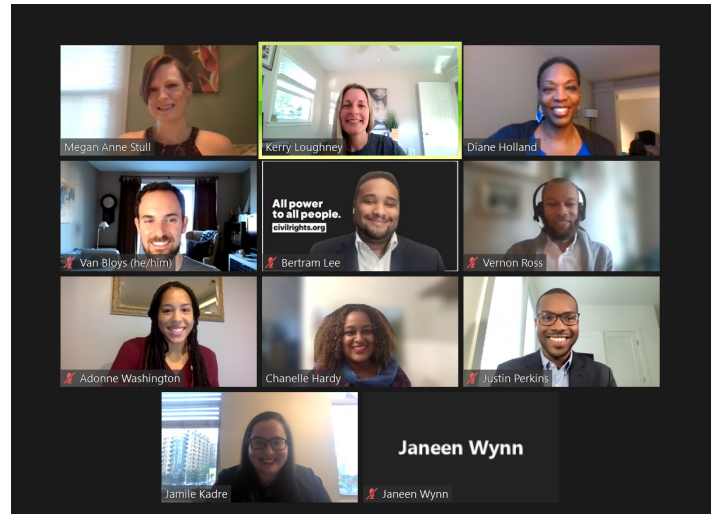 Megan Anne Stull
Kerry Loughney
Diane Holland
All power
to all people.
civilrights.org
Van Bloys (he/him)
Bertram Lee
Vernon Ross
Adonne Washington
Chanelle Hardy
Justin Perkins
Janeen Wynn
Jamile Kadre
Janeen Wynn